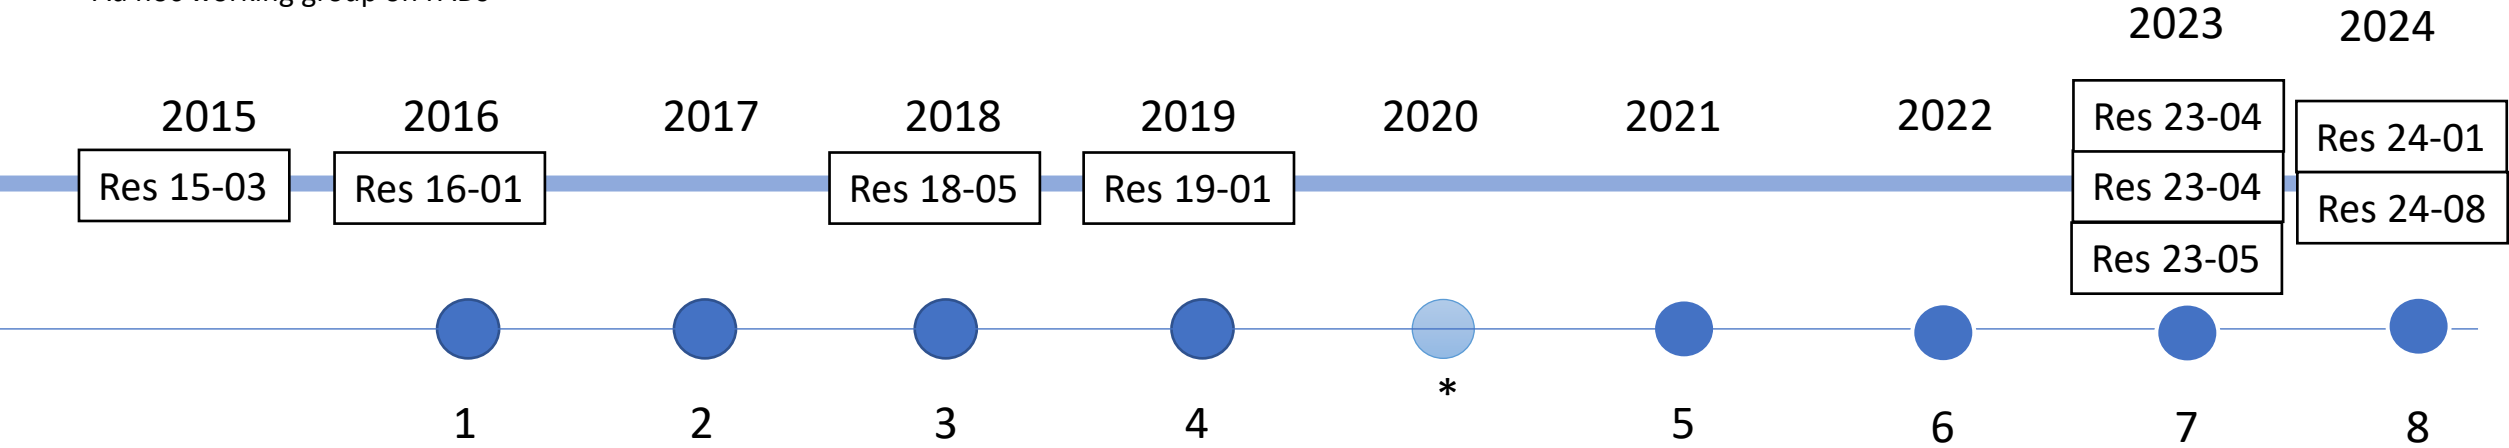 2023 2024
2015 2016 2017 2018 2019 2020 2021 2022
Res 23-04
Res 24-01
Res 15-03 Res 16-01 Res 18-05 Res 19-01 Res 23-04
Res 24-08
Res 23-05
*
1 2 3 4 5 6 7 8